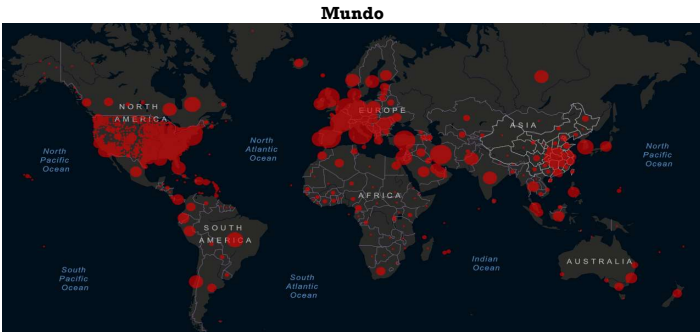 Mundo
NORTH
AMERICA
EUROPE
ASIA
North
Pacific
Ocean
North
Atlantic
Ocean
North
Pacific
Ocean
AFRICA
SOUTH
AMERICA
Indian
Ocean
AUSTRALIA
South
Pacific
Ocean
South
Atlantic
Ocean